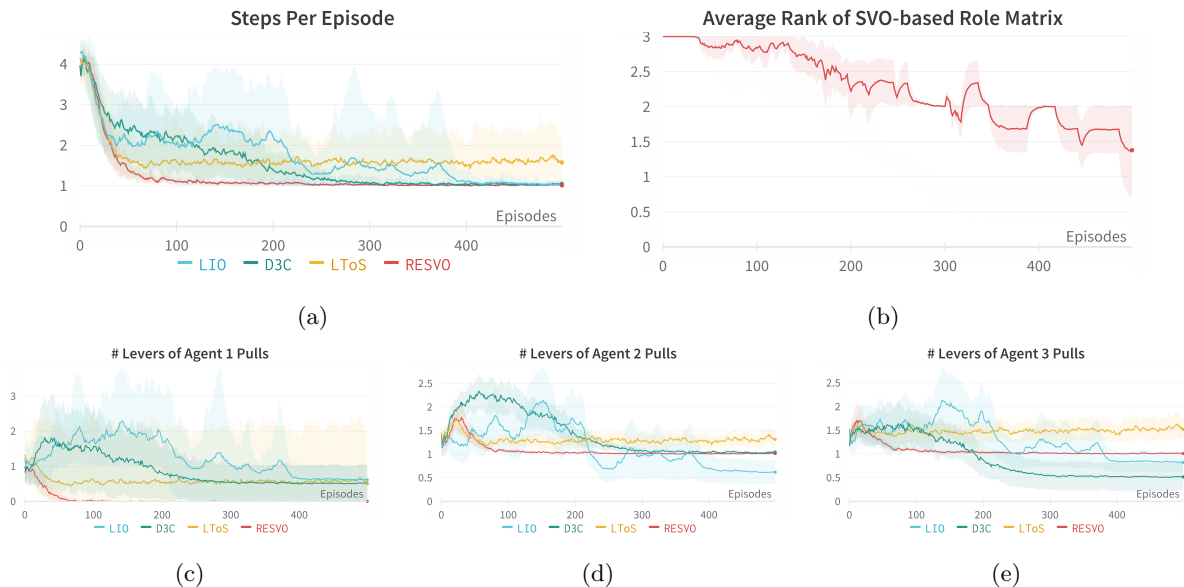 Steps Per Episode
4
3
2
1
0
0 100 200 300 400
Episodes
LIO D3C LToS RESVO
(a)
Average Rank of SVO-based Role Matrix
3
2.5
2
1.5
1
0.5
0
0 100 200 300 400
Episodes
(b)
# Levers of Agent 1 Pulls
3
2
1
0
0 100 200 300 400
Episodes
LIO D3C LToS RESVO
(c)
# Levers of Agent 2 Pulls
2.5
2
1.5
1
0.5
0
0 100 200 300 400
Episodes
LIO D3C LToS RESVO
(d)
# Levers of Agent 3 Pulls
2.5
2
1.5
1
0.5
0
0 100 200 300 400
Episodes
LIO D3C LToS RESVO
(e)